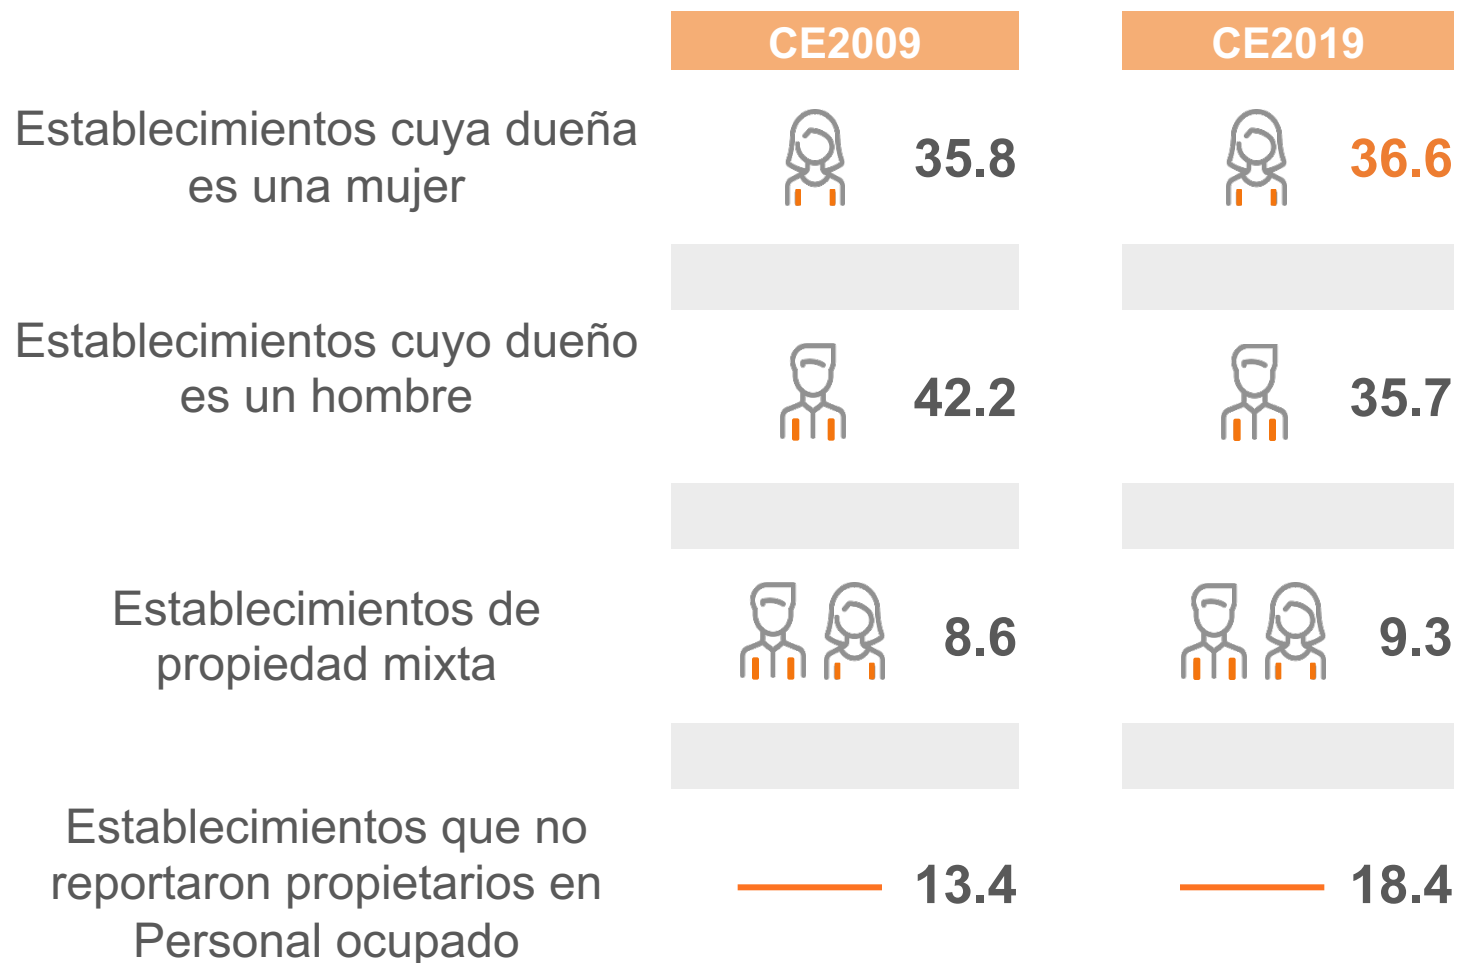 CE2009 CE2019
Establecimientos cuya dueña
es una mujer
35.8 36.6
Establecimientos cuyo dueño
es un hombre
42.2 35.7
Establecimientos de
propiedad mixta
8.6 9.3
Establecimientos que no
reportaron propietarios en
Personal ocupado
13.4 18.4